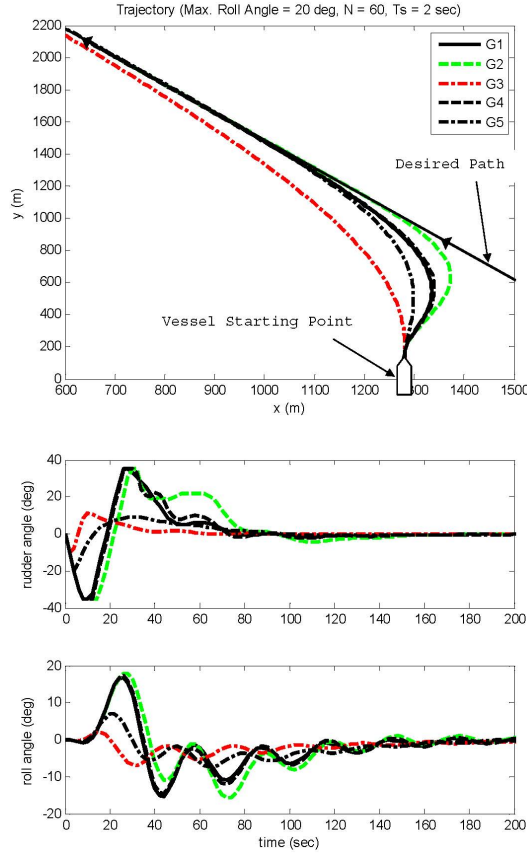 Trajectory (Max. Roll Angle = 20 deg, N = 60, Ts = 2 sec)
2200
2000
1800
1600
1400
1200
1000
800
600
400
200
0
y (m)
G1
G2
G3
G4
G5
Desired Path
Vessel Starting Point
600 700 800 900 1000 1100 1200 1300 1400 1500
x (m)
40
20
0
-20
-40
rudder angle (deg)
0 20 40 60 80 100 120 140 160 180 200
20
10
0
-10
-20
roll angle (deg)
0 20 40 60 80 100 120 140 160 180 200
time (sec)